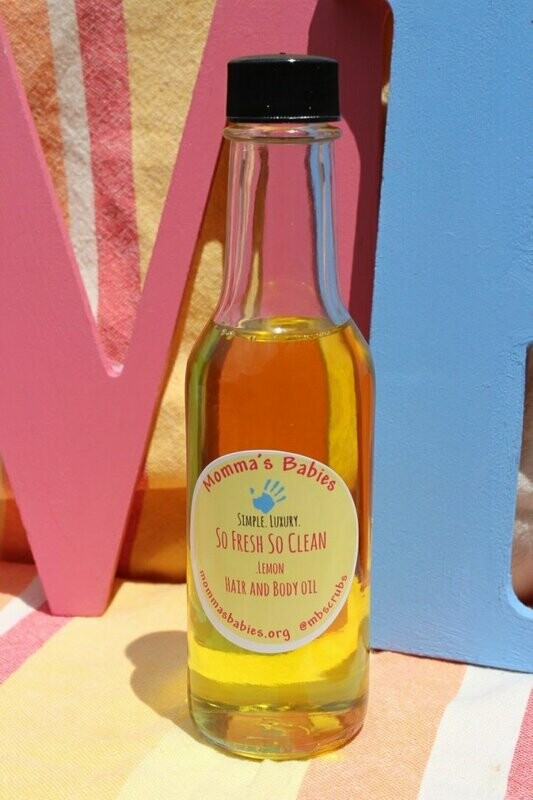 Momma's Babies
Simple. Luxury.
So Fresh So Clean
.Lemon
Hair and Body oil
mommasbabies.org @mbscrubs